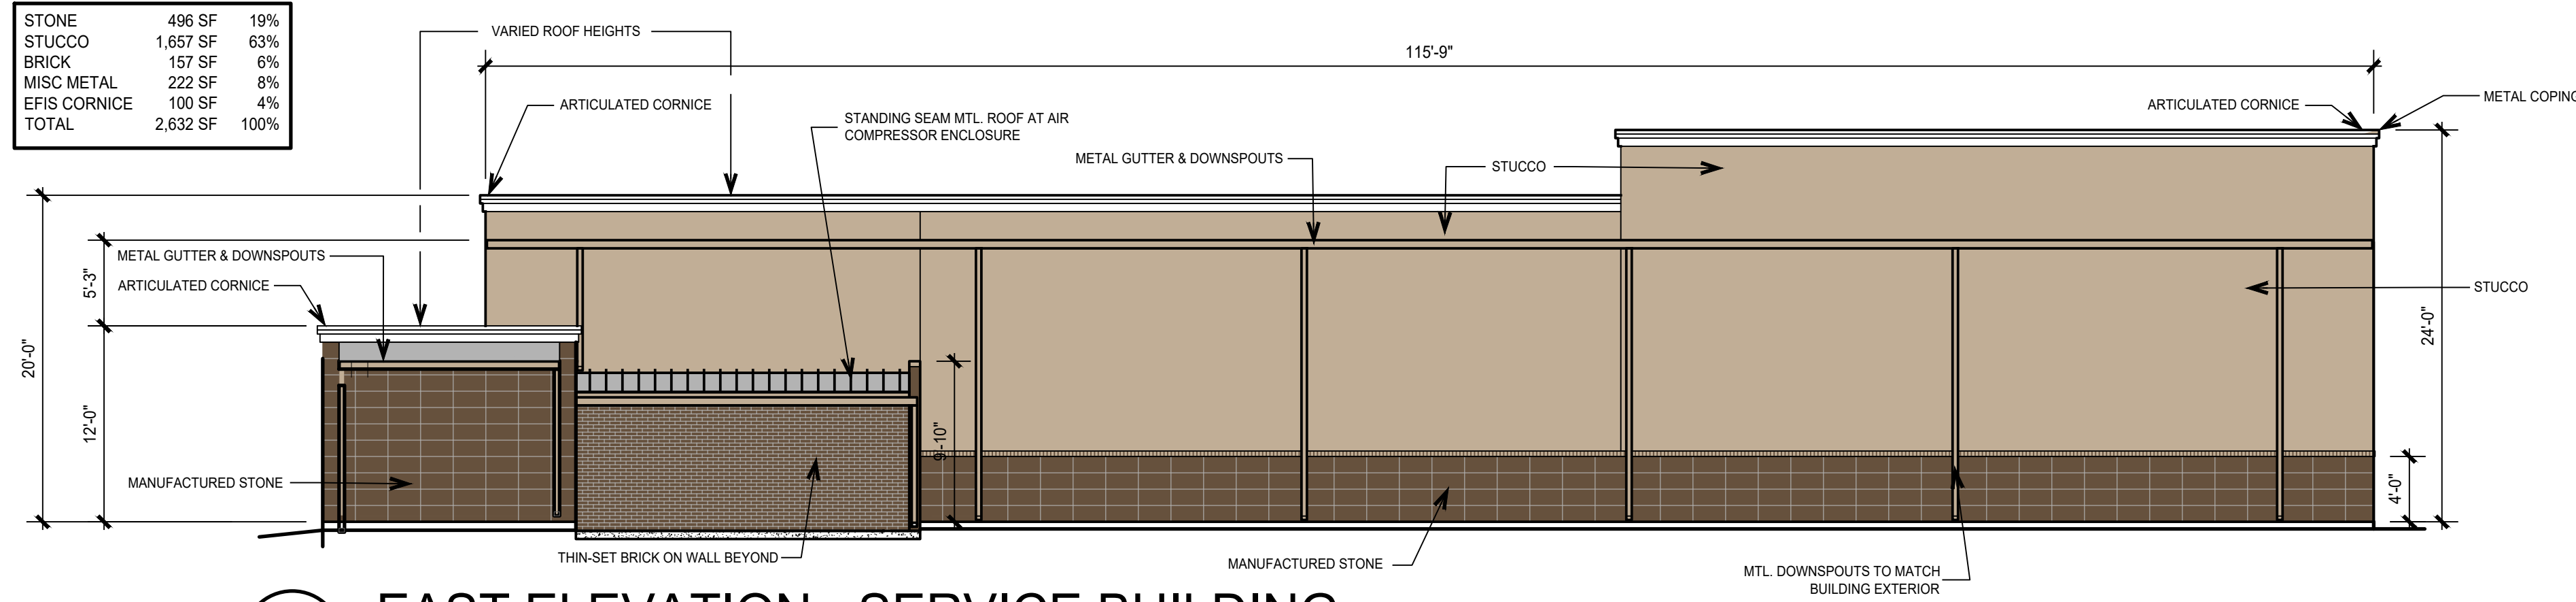 STONE 496 SF 19%
STUCCO 1,657 SF 63%
BRICK 157 SF 6%
MISC METAL 222 SF 8%
EFIS CORNICE 100 SF 4%
TOTAL 2,632 SF 100%
VARIED ROOF HEIGHTS
115'-9"
ARTICULATED CORNICE
STANDING SEAM MTL. ROOF AT AIR
COMPRESSOR ENCLOSURE
METAL GUTTER & DOWNSPOUTS
STUCCO
ARTICULATED CORNICE
METAL COPING
METAL GUTTER & DOWNSPOUTS
ARTICULATED CORNICE
5'-3"
20'-0"
12'-0"
9'-10"
STUCCO
24'-0"
4'-0"
MANUFACTURED STONE
THIN-SET BRICK ON WALL BEYOND
MANUFACTURED STONE
MTL. DOWNSPOUTS TO MATCH
BUILDING EXTERIOR
EAST ELEVATION - SERVICE BUILDING